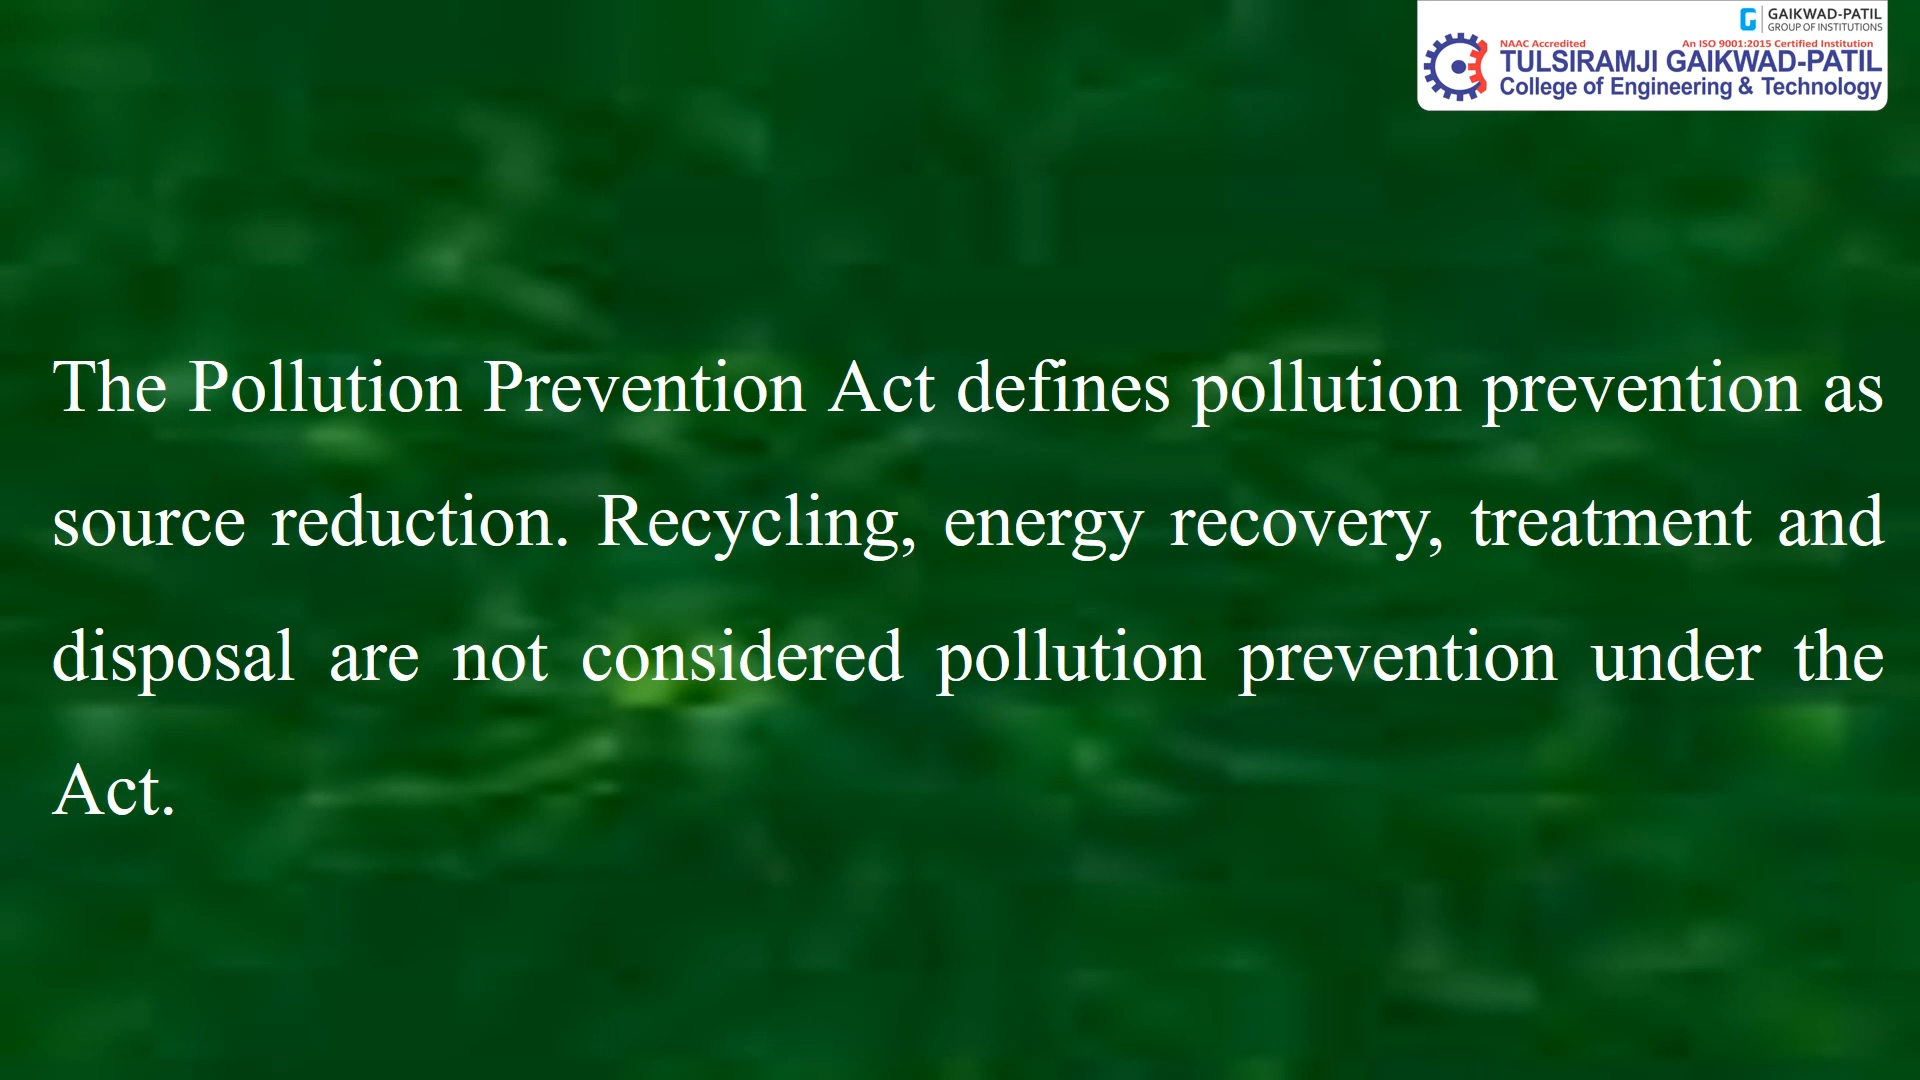 GAIKWAD-PATIL
GROUP OF INSTITUTIONS
NAAC Accredited An ISO 9001:2015 Certified Institution
TULSIRAMJI GAIKWAD-PATIL
College of Engineering & Technology
The Pollution Prevention Act defines pollution prevention as
source reduction. Recycling, energy recovery, treatment and
disposal are not considered pollution prevention under the
Act.